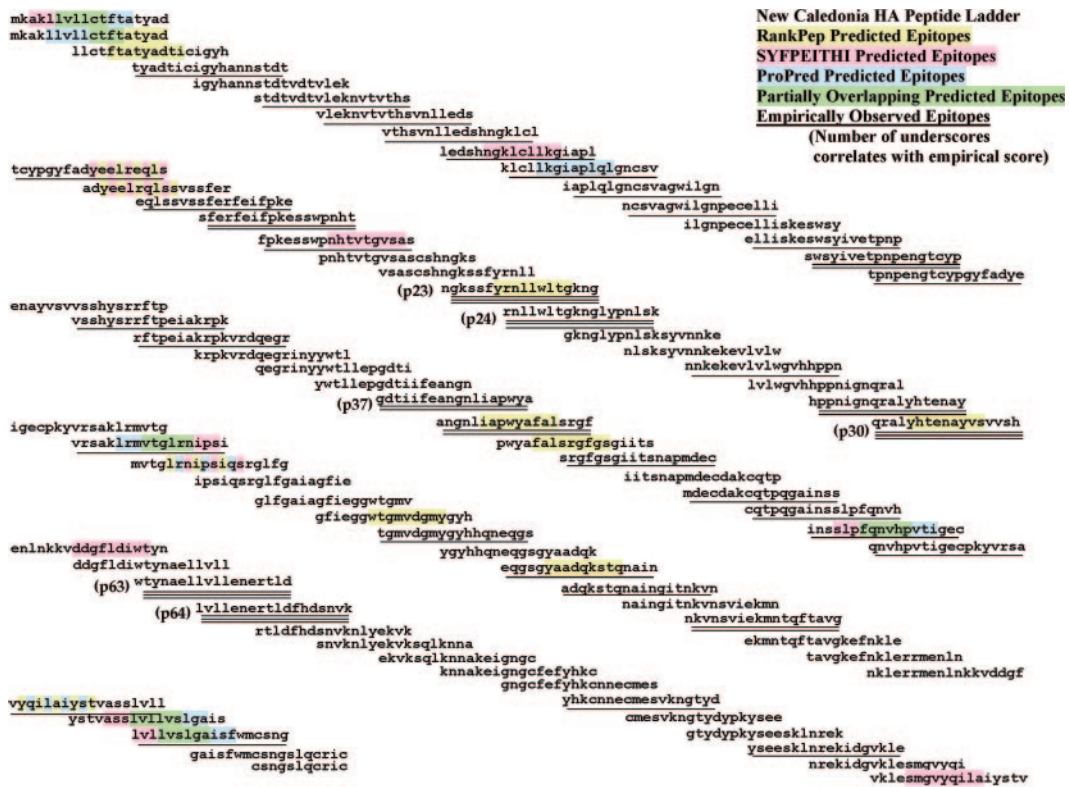 mkakllvllctftatyad
mkakllvllctftatyad
llctftatyadticigyh
tyadticigyhannstdt
igyhannstdtvdtvlek
stdtvdtvleknvtvths
vleknvtvthsvnlleds
vthsvnlledshngklcl
ledshngklcllkgiapl
klcllkgiaplqlgncsv
iaplqlgncsvagwilgn
ncsvagwilgnpecelli
ilgnpecelliskeswsy
elliskeswsyivetpnp
swsyivetpnpengtcyp
tpnpengtcypgyfadye
New Caledonia HA Peptide Ladder
RankPep Predicted Epitopes
SYFPEITHI Predicted Epitopes
ProPred Predicted Epitopes
Partially Overlapping Predicted Epitopes
Empirically Observed Epitopes
(Number of underscores
correlates with empirical score)
tcypgyfadyeelreqls
adyeelrqlssvssfer
eqlssvssferfeifpke
sferfeifpkesswpnht
fpkesswpnhtvtgvsas
pnhtvtgvsascshngks
vsascshngkssfyrnll
(p23) ngkssfyrnllwltgkng
(p24) rnllwltgknglypnlsk
gknglypnlsksyvnnke
nlsksyvnnkekevlvlw
nnkekevlvlwgvhhppn
lvlwgvhhppnignqral
hppnignqralyhtenay
(p30) qralyhtenayvsvvsh
enayvsvvsshysrrftp
vsshysrrftpeiakrpk
rftpeiakrpkvrdqegr
krpkvrdqegrinyywtl
qegrinyywtllepgdti
ywtllepgdtiifeangn
(p37) gdtiifeangnliapwya
angnliapwyafalsrgf
pwyafalsrgfgsgiits
srgfgsgiitsnapmdec
iitsnapmdecdakcqtp
mdecdakcqtpqgainss
cqtpqgainsslpfqnvh
insslpfqnvhpvtigec
qnvhpvtigecpkyvrsa
igecpkyvrsaklrmvtg
vrsaklrmvtglrnipsi
mvtglrnipsiqsrglfg
ipsiqsrglfgaiagfie
glfgaiagfieggwtgmv
gfieggwtgmvdgmygyh
tgmvdgmygyhhqneqgs
ygyhhqneqgsgyaadqk
eqgsgyaadqkstqnain
adqkstqnaingitnkvn
naingitnkvnsviekmn
nkvnsviekmntqftavg
ekmntqftavgkefnkle
tavgkefnklerrmenln
nklerrmenlnkkvddgf
enlnkkvddgfldiwtyn
ddgfldiwtynaellvll
(p63) wtynaellvllenertld
(p64) lvllenertldfhdsnvk
rtldfhdsnvknlyekvk
snvknlyekvksqlknna
ekvksqlknnakeigngc
knnakeigngcfefyhkc
gngcfefyhkcnnecmes
yhkcnnecmesvkngtyd
cmesvkngtydypkysee
gtydypkyseesklnrek
yseesklnrekidgvkle
nrekidgvklesmgvyqi
vklesmgvyqilaiystv
vyqilaiystvasslvll
ystvasslvllvslgais
lvllvslgaisfwmcsng
gaisfwmcsngslqcric
csngslqcric